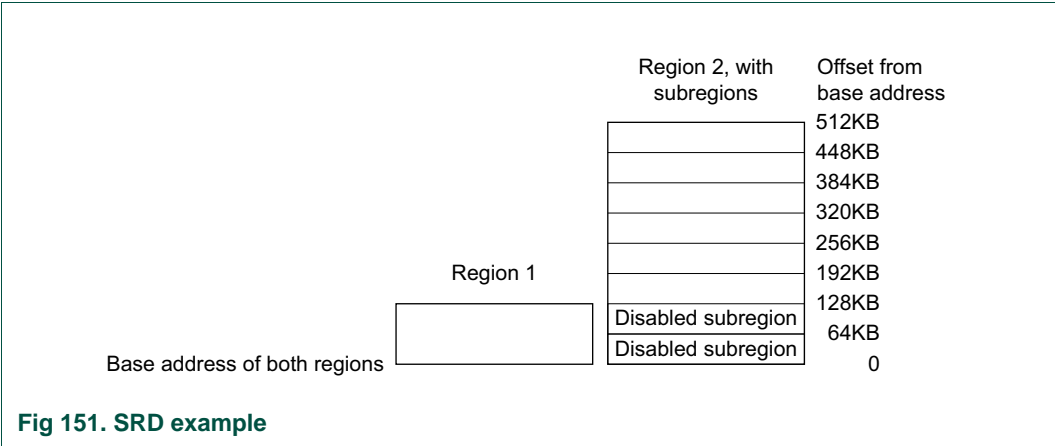 Region 2, with
subregions
Offset from
base address
512KB
448KB
384KB
320KB
256KB
Region 1
192KB
128KB
Disabled subregion
64KB
Disabled subregion
Base address of both regions
0
Fig 151. SRD example